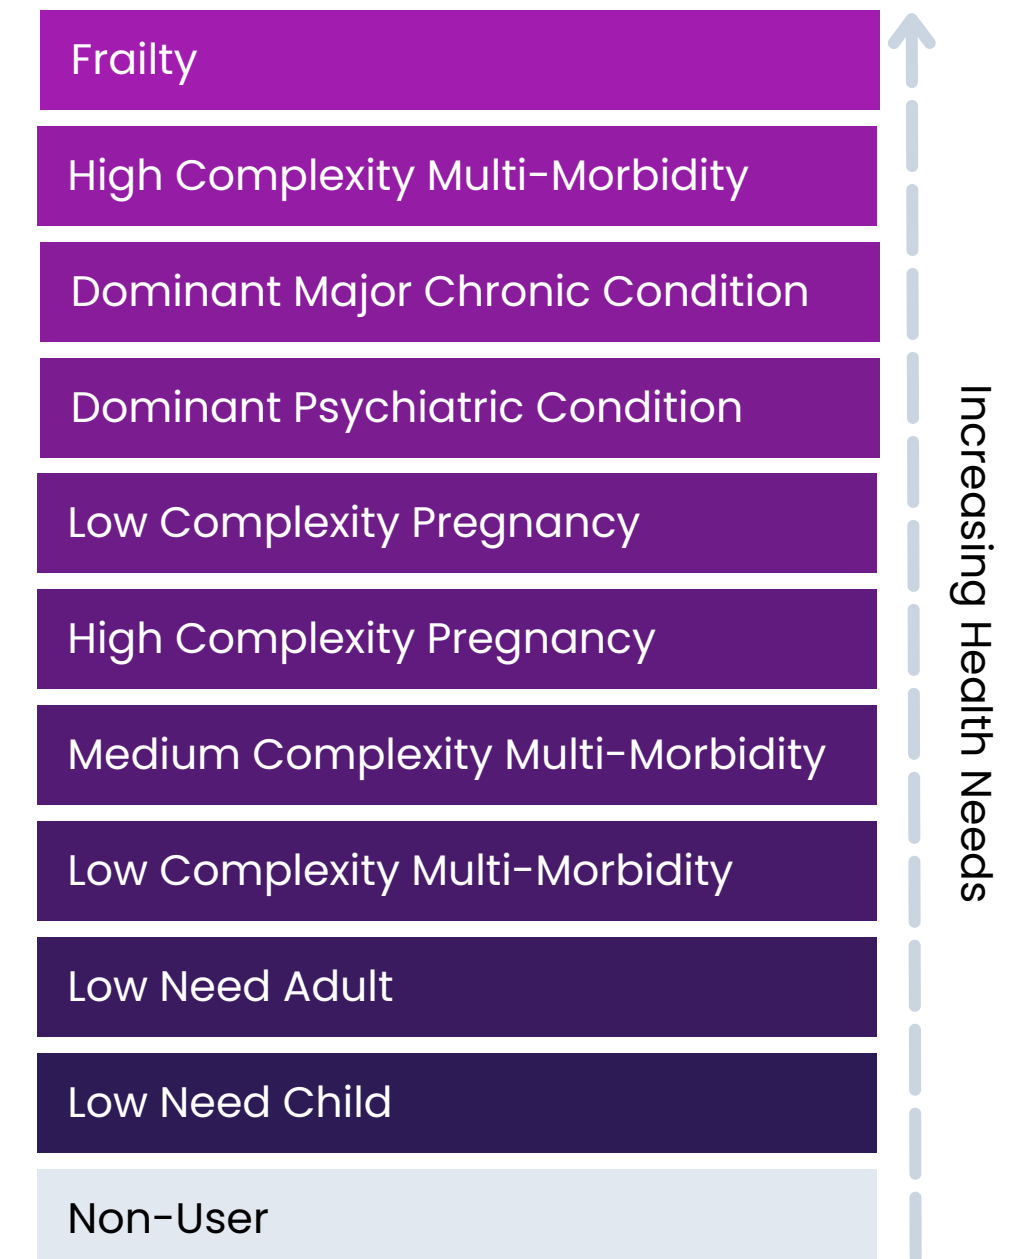 Frailty
High Complexity Multi-Morbidity
Dominant Major Chronic Condition
Dominant Psychiatric Condition
Low Complexity Pregnancy
High Complexity Pregnancy
Medium Complexity Multi-Morbidity
Low Complexity Multi-Morbidity
Low Need Adult
Low Need Child
Non-User
Increasing Health Needs